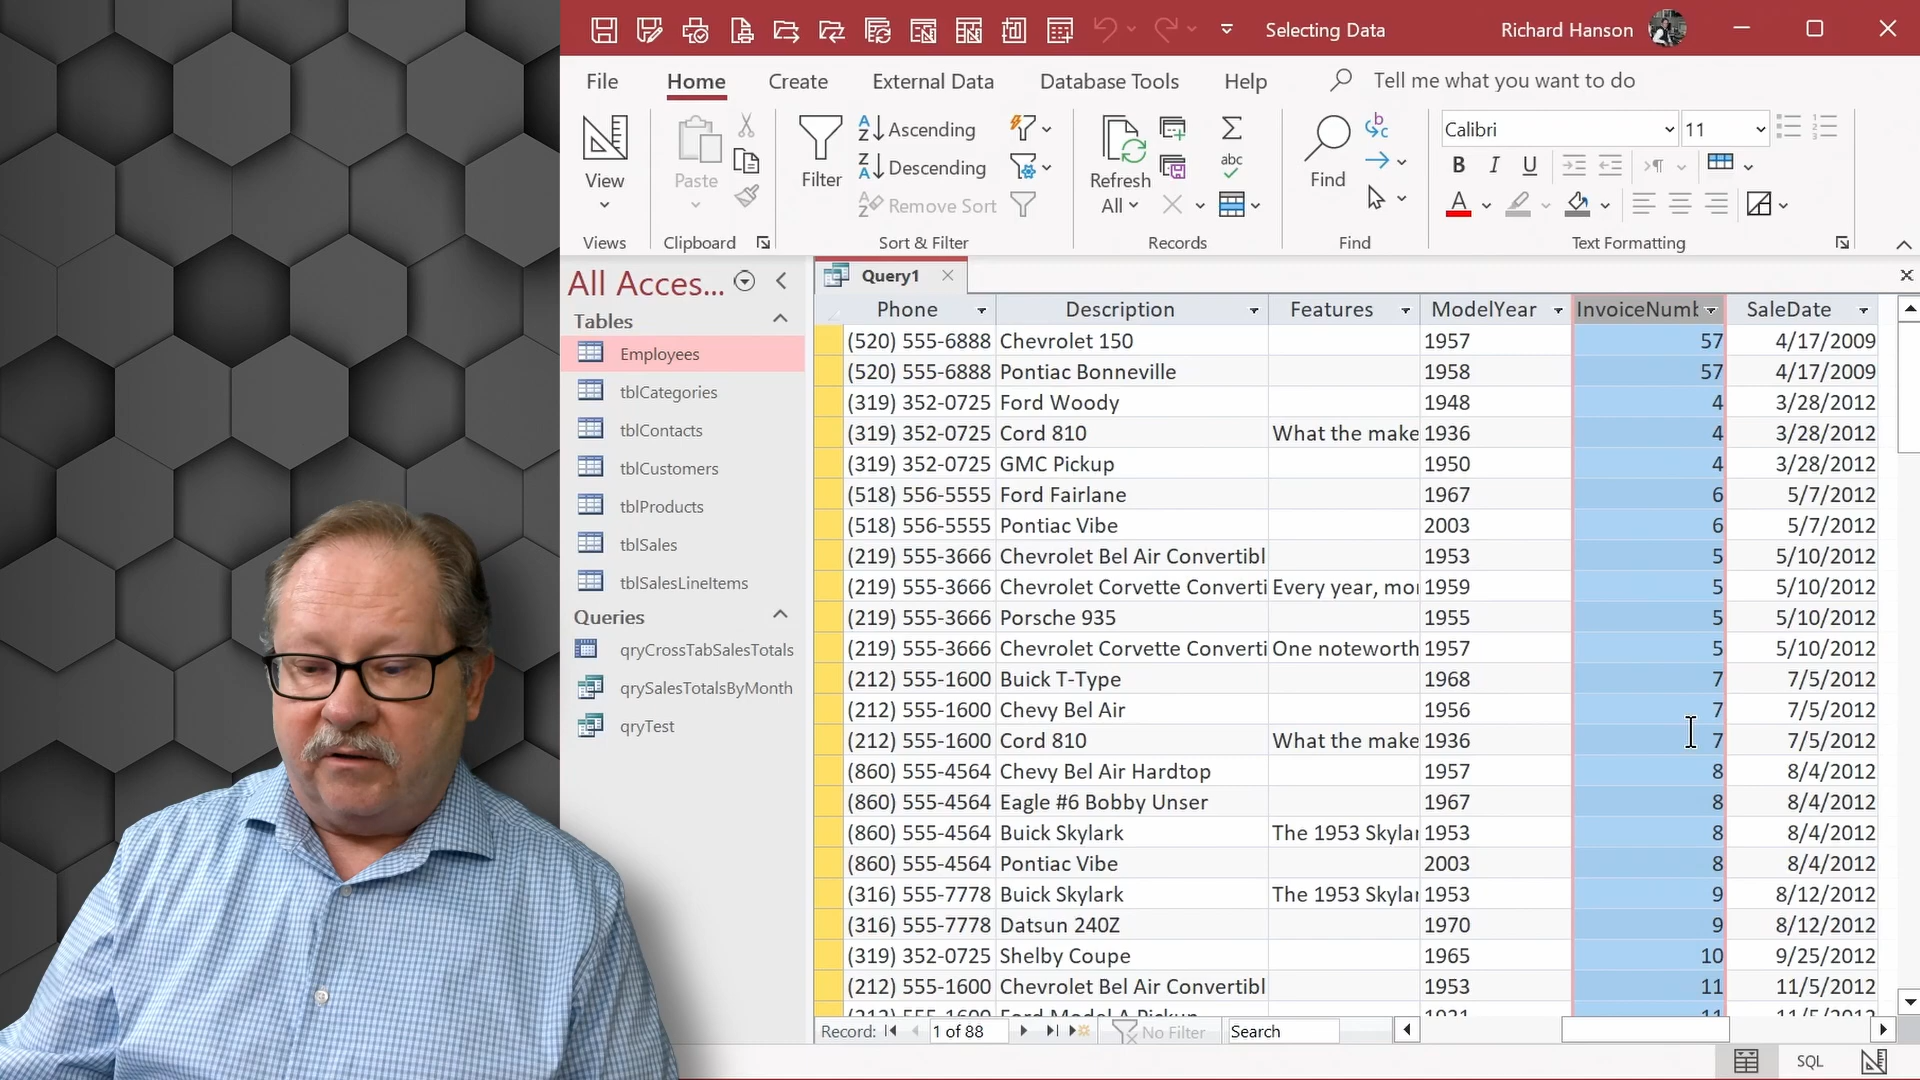 Selecting Data
Richard Hanson
File Home Create External Data Database Tools Help Tell me what you want to do
View
Views
Paste
Clipboard
Filter
Ascending
Descending
Remove Sort
Sort & Filter
Refresh
All
abc
Records
Find
Find
Calibri 11
B I U
A
Text Formatting
All Acces...
Tables
Employees
tblCategories
tblContacts
tblCustomers
tblProducts
tblSales
tblSalesLineItems
Queries
qryCrossTabSalesTotals
qrySalesTotalsByMonth
qryTest
Query1
Phone Description Features ModelYear InvoiceNumb SaleDate
(520) 555-6888 Chevrolet 150 1957 57 4/17/2009
(520) 555-6888 Pontiac Bonneville 1958 57 4/17/2009
(319) 352-0725 Ford Woody 1948 4 3/28/2012
(319) 352-0725 Cord 810 What the make 1936 4 3/28/2012
(319) 352-0725 GMC Pickup 1950 4 3/28/2012
(518) 556-5555 Ford Fairlane 1967 6 5/7/2012
(518) 556-5555 Pontiac Vibe 2003 6 5/7/2012
(219) 555-3666 Chevrolet Bel Air Convertibl 1953 5 5/10/2012
(219) 555-3666 Chevrolet Corvette Converti Every year, mor 1959 5 5/10/2012
(219) 555-3666 Porsche 935 1955 5 5/10/2012
(219) 555-3666 Chevrolet Corvette Converti One noteworth 1957 5 5/10/2012
(212) 555-1600 Buick T-Type 1968 7 7/5/2012
(212) 555-1600 Chevy Bel Air 1956 7 7/5/2012
(212) 555-1600 Cord 810 What the make 1936 7 7/5/2012
(860) 555-4564 Chevy Bel Air Hardtop 1957 8 8/4/2012
(860) 555-4564 Eagle #6 Bobby Unser 1967 8 8/4/2012
(860) 555-4564 Buick Skylark The 1953 Skylar 1953 8 8/4/2012
(860) 555-4564 Pontiac Vibe 2003 8 8/4/2012
(316) 555-7778 Buick Skylark The 1953 Skylar 1953 9 8/12/2012
(316) 555-7778 Datsun 240Z 1970 9 8/12/2012
(319) 352-0725 Shelby Coupe 1965 10 9/25/2012
(212) 555-1600 Chevrolet Bel Air Convertibl 1953 11 11/5/2012
(212) 555-1600 Ford Model A Pickup 1931 11 11/5/2012
Record: 1 of 88 No Filter Search
SQL